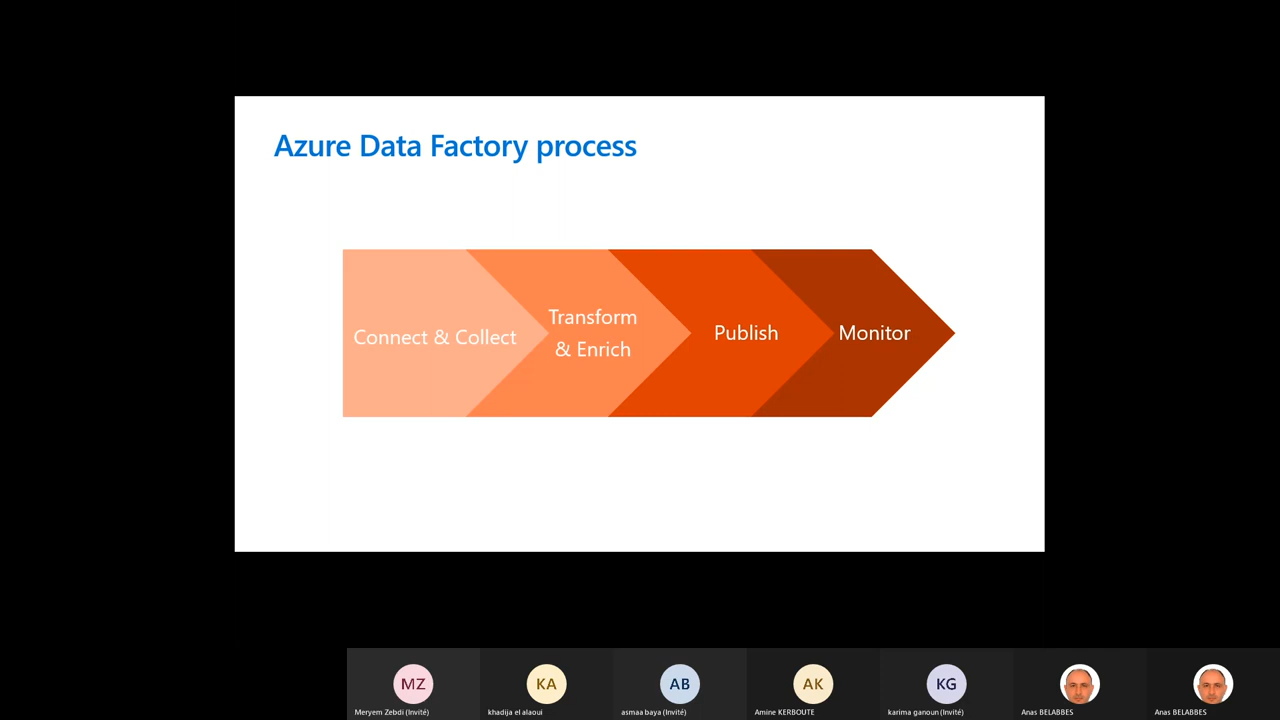 Azure Data Factory process
Connect & Collect
Transform
& Enrich
Publish
Monitor
MZ
KA
AB
AK
KG
Meryem Zebdi (Invité)
khadija el alaoui
asmaa baya (Invité)
Amine KERBOUTE
karima ganoun (Invité)
Anas BELABBES
Anas BELABBES